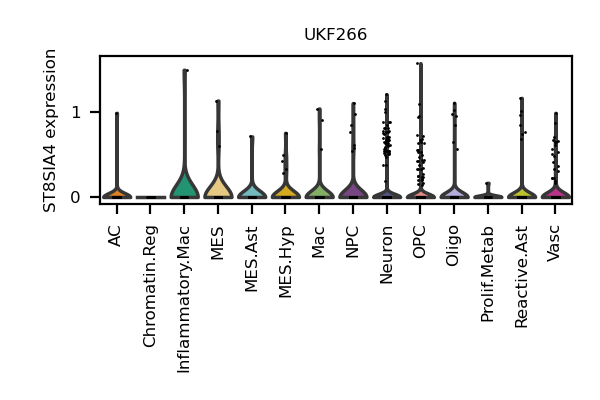 UKF266
ST8SIA4 expression
1
0
AC
Chromatin.Reg
Inflammatory.Mac
MES
MES.Ast
MES.Hyp
Mac
NPC
Neuron
OPC
Oligo
Prolif.Metab
Reactive.Ast
Vasc